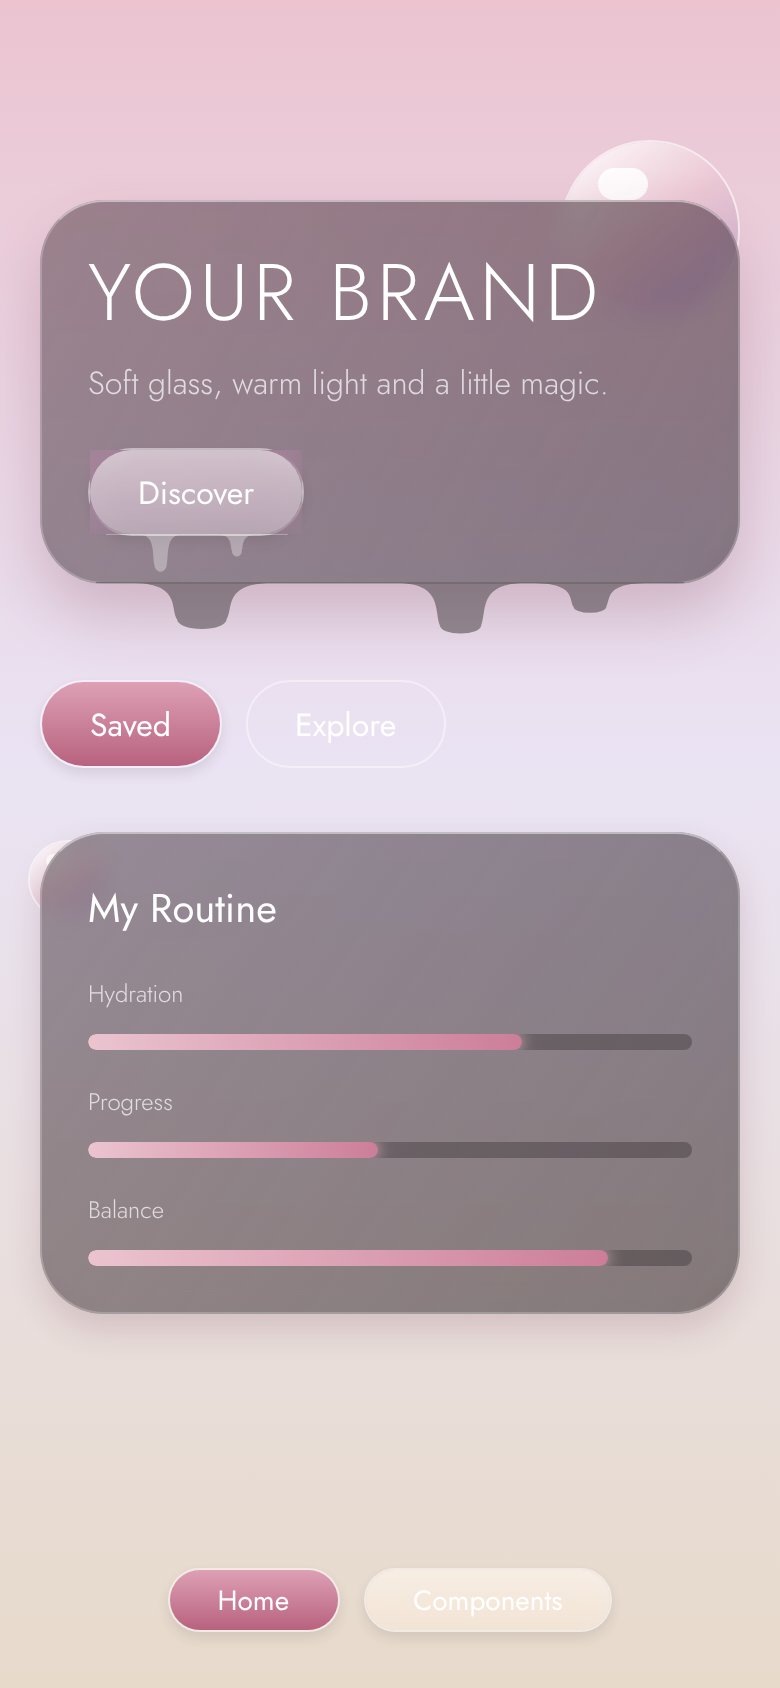 YOUR BRAND
Soft glass, warm light and a little magic.
Discover
Saved
Explore
My Routine
Hydration
Progress
Balance
Home
Components